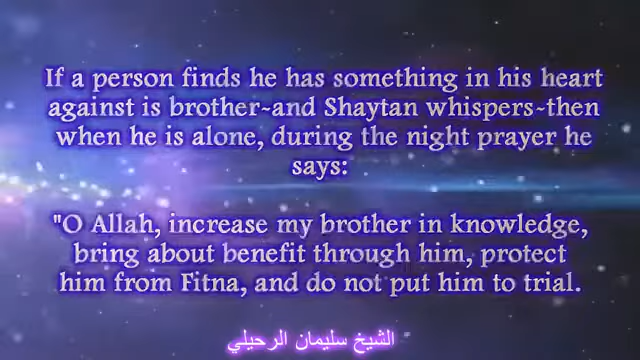 If a person finds he has something in his heart
against is brother-and Shaytan whispers-then
when he is alone, during the night prayer he
says:
"O Allah, increase my brother in knowledge,
bring about benefit through him, protect
him from Fitna, and do not put him to trial.
الشيخ سليمان الرحيلي